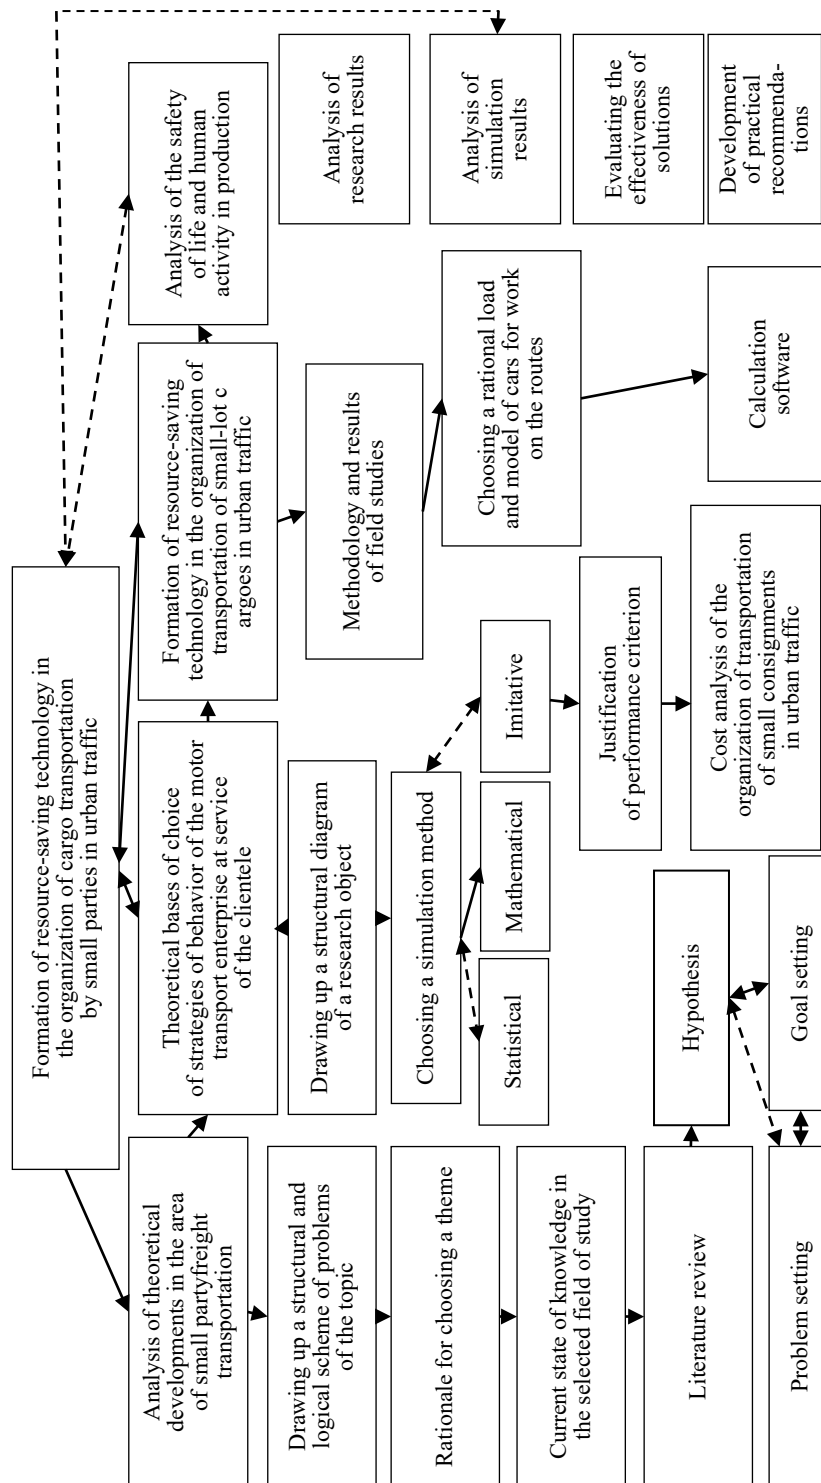 Formation of resource-saving technology in
the organization of cargo transportation
by small parties in urban traffic
Analysis of theoretical
developments in the area
of small partyfreight
transportation
Theoretical bases of choice
of strategies of behavior of the motor
transport enterprise at service
of the clientele
Formation of resource-saving
technology in the organization of
transportation of small-lot c
argoes in urban traffic
Analysis of the safety
of life and human
activity in production
Drawing up a structural and
logical scheme of problems
of the topic
Drawing up a structural diagram
of a research object
Methodology and results
of field studies
Analysis of
research results
Rationale for choosing a theme
Choosing a simulation method
Choosing a rational load
and model of cars for work
on the routes
Analysis of
simulation
results
Current state of knowledge in
the selected field of study
Statistical
Mathematical
Imitative
Evaluating the
effectiveness of
solutions
Literature review
Hypothesis
Justification
of performance criterion
Development
of practical
recommenda-
tions
Problem setting
Goal setting
Cost analysis of the
organization of transportation
of small consignments
in urban traffic
Calculation
software